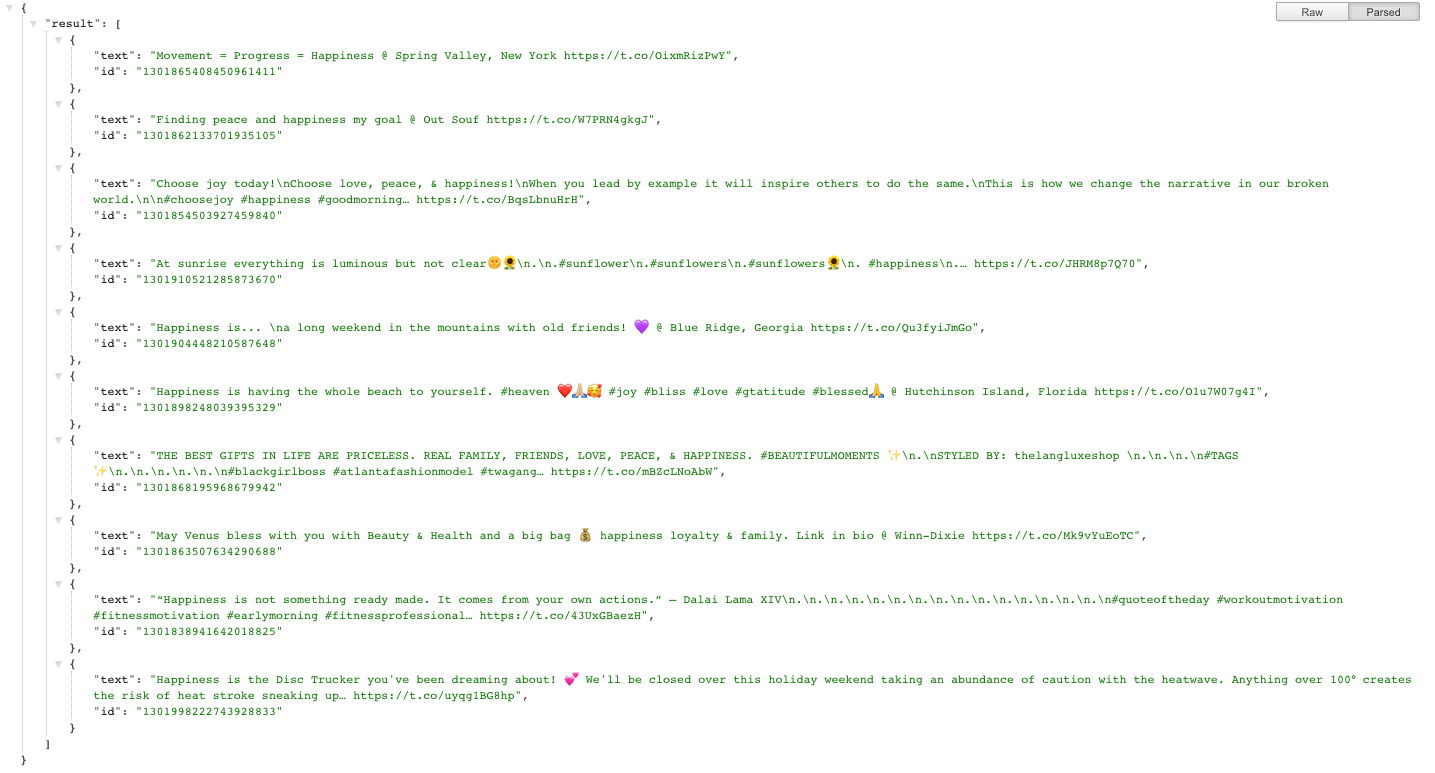 {
"result": [
Raw Parsed
{
"text": "Movement = Progress = Happiness @ Spring Valley, New York https://t.co/OixmRizPwY",
"id": "1301865408450961411"
},
{
"text": "Finding peace and happiness my goal @ Out Souf https://t.co/W7PRN4gkgJ",
"id": "1301862133701935105"
},
{
"text": "Choose joy today!\nChoose love, peace, & happiness!\nWhen you lead by example it will inspire others to do the same.\nThis is how we change the narrative in our broken
world.\n\n#choosejoy #happiness #goodmorning… https://t.co/BqsLbnuHrH",
"id": "1301854503927459840"
},
{
"text": "At sunrise everything is luminous but not clear🌞🌻\n.\n.#sunflower\n.#sunflowers\n.#sunflowers🌻\n. #happiness\n.… https://t.co/JHRM8p7Q70",
"id": "1301910521285873670"
},
{
"text": "Happiness is... \na long weekend in the mountains with old friends! 💜 @ Blue Ridge, Georgia https://t.co/Qu3fyiJmGo",
"id": "1301904448210587648"
},
{
"text": "Happiness is having the whole beach to yourself. #heaven ❤️🙏🏼🥰 #joy #bliss #love #gtatitude #blessed🙏 @ Hutchinson Island, Florida https://t.co/O1u7W07g4I",
"id": "1301898248039395329"
},
{
"text": "THE BEST GIFTS IN LIFE ARE PRICELESS. REAL FAMILY, FRIENDS, LOVE, PEACE, & HAPPINESS. #BEAUTIFULMOMENTS ✨\n.\nSTYLED BY: thelangluxeshop \n.\n.\n.\n#TAGS
✨\n.\n.\n.\n.\n.\n#blackgirlboss #atlantafashionmodel #twagang… https://t.co/mBZcLNoAbW",
"id": "1301868195968679942"
},
{
"text": "May Venus bless with you with Beauty & Health and a big bag 💰 happiness loyalty & family. Link in bio @ Winn-Dixie https://t.co/Mk9vYuEoTC",
"id": "1301863507634290688"
},
{
"text": "“Happiness is not something ready made. It comes from your own actions.” — Dalai Lama XIV\n.\n.\n.\n.\n.\n.\n.\n.\n.\n.\n.\n.\n.\n.\n.\n.\n#quoteoftheday #workoutmotivation
#fitnessmotivation #earlymorning #fitnessprofessional… https://t.co/43UxGBaezH",
"id": "1301838941642018825"
},
{
"text": "Happiness is the Disc Trucker you've been dreaming about! 💕 We'll be closed over this holiday weekend taking an abundance of caution with the heatwave. Anything over 100° creates
the risk of heat stroke sneaking up… https://t.co/uyqg1BG8hp",
"id": "1301998222743928833"
}
]
}